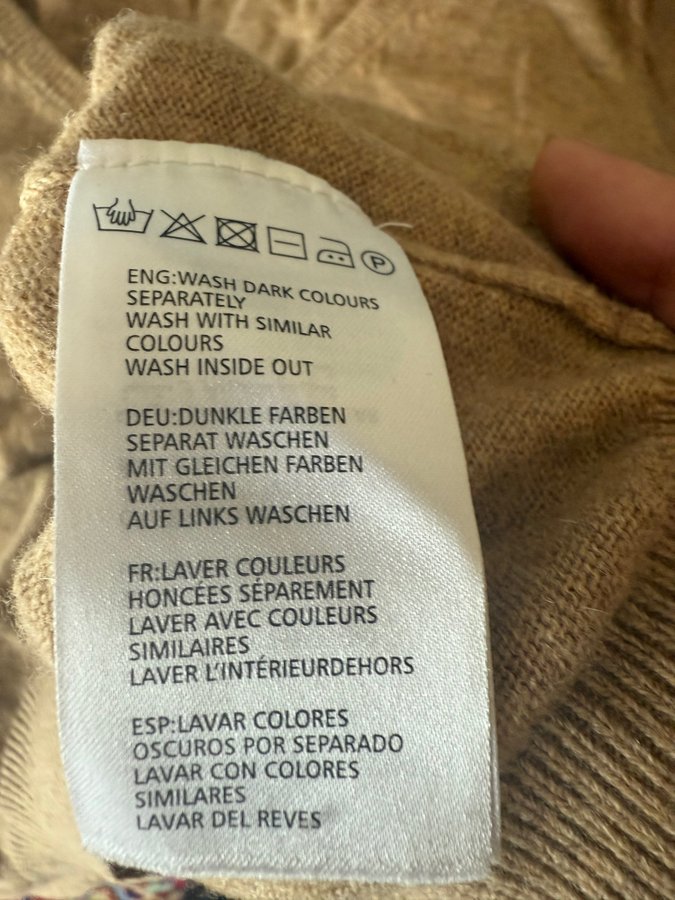 P
ENG:WASH DARK COLOURS
SEPARATELY
WASH WITH SIMILAR
COLOURS
WASH INSIDE OUT
DEU:DUNKLE FARBEN
SEPARAT WASCHEN
MIT GLEICHEN FARBEN
WASCHEN
AUF LINKS WASCHEN
FR:LAVER COULEURS
HONCÉES SÉPAREMENT
LAVER AVEC COULEURS
SIMILAIRES
LAVER L'INTÉRIEURDEHORS
ESP:LAVAR COLORES
OSCUROS POR SEPARADO
LAVAR CON COLORES
SIMILARES
LAVAR DEL REVES